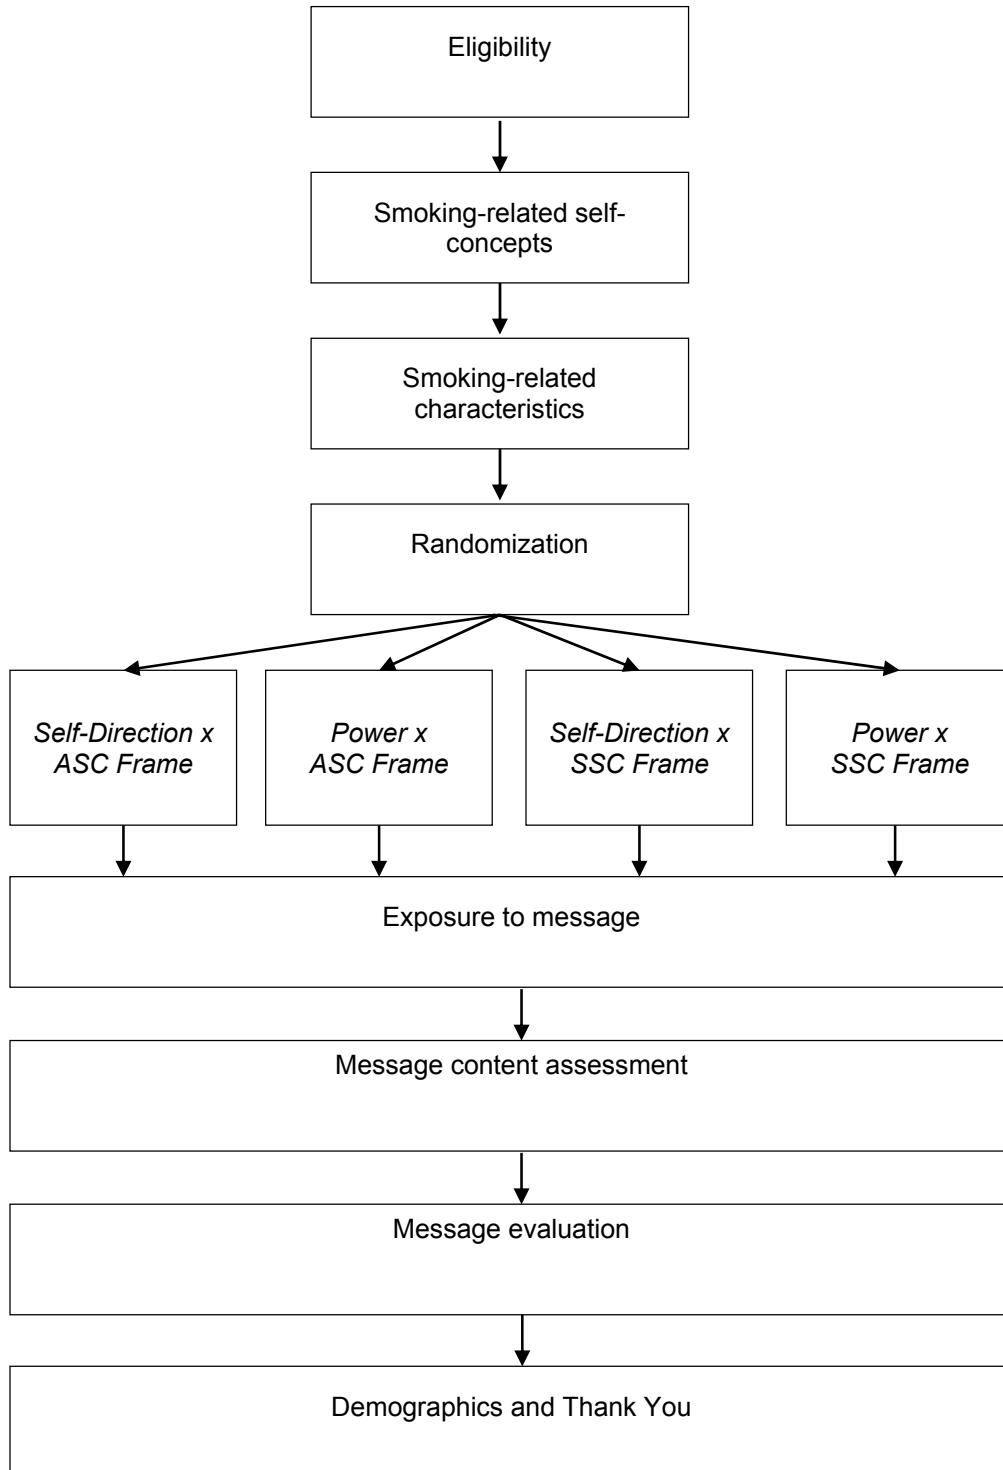 Eligibility
Smoking-related self-
concepts
Smoking-related
characteristics
Randomization
Self-Direction x
ASC Frame
Power x
ASC Frame
Self-Direction x
SSC Frame
Power x
SSC Frame
Exposure to message
Message content assessment
Message evaluation
Demographics and Thank You